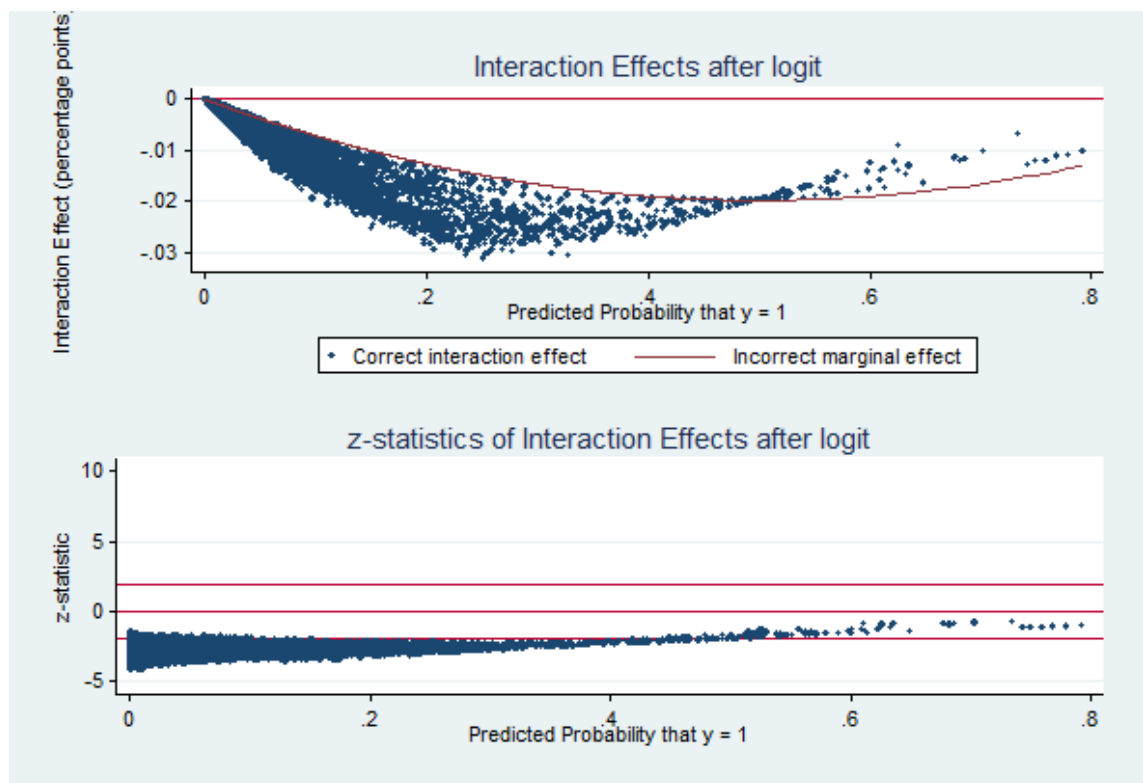 Interaction Effects after logit
Interaction Effect (percentage points)
0
-.01
-.02
-.03
0 .2 .4 .6 .8
Predicted Probability that y = 1
Correct interaction effect Incorrect marginal effect
z-statistics of Interaction Effects after logit
z-statistic
10
5
0
-5
0 .2 .4 .6 .8
Predicted Probability that y = 1